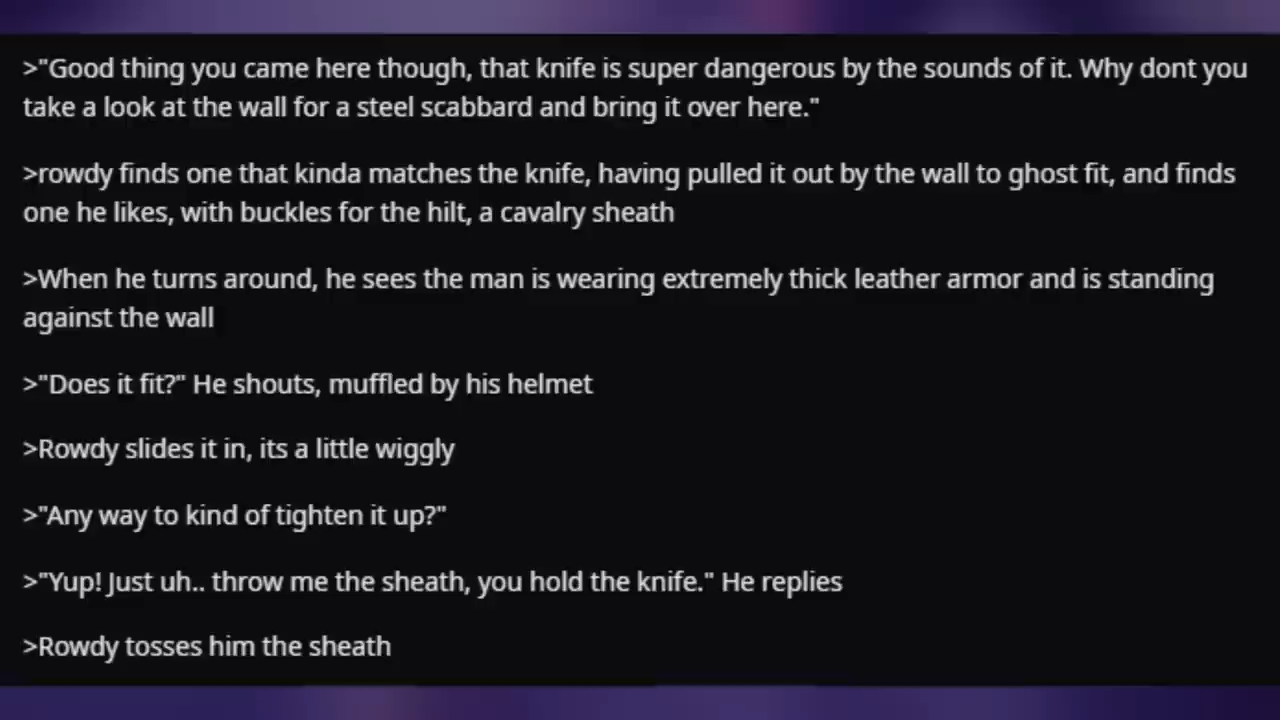 >"Good thing you came here though, that knife is super dangerous by the sounds of it. Why dont you
take a look at the wall for a steel scabbard and bring it over here."
>rowdy finds one that kinda matches the knife, having pulled it out by the wall to ghost fit, and finds
one he likes, with buckles for the hilt, a cavalry sheath
>When he turns around, he sees the man is wearing extremely thick leather armor and is standing
against the wall
>"Does it fit?" He shouts, muffled by his helmet
>Rowdy slides it in, its a little wiggly
>"Any way to kind of tighten it up?"
>"Yup! Just uh.. throw me the sheath, you hold the knife." He replies
>Rowdy tosses him the sheath